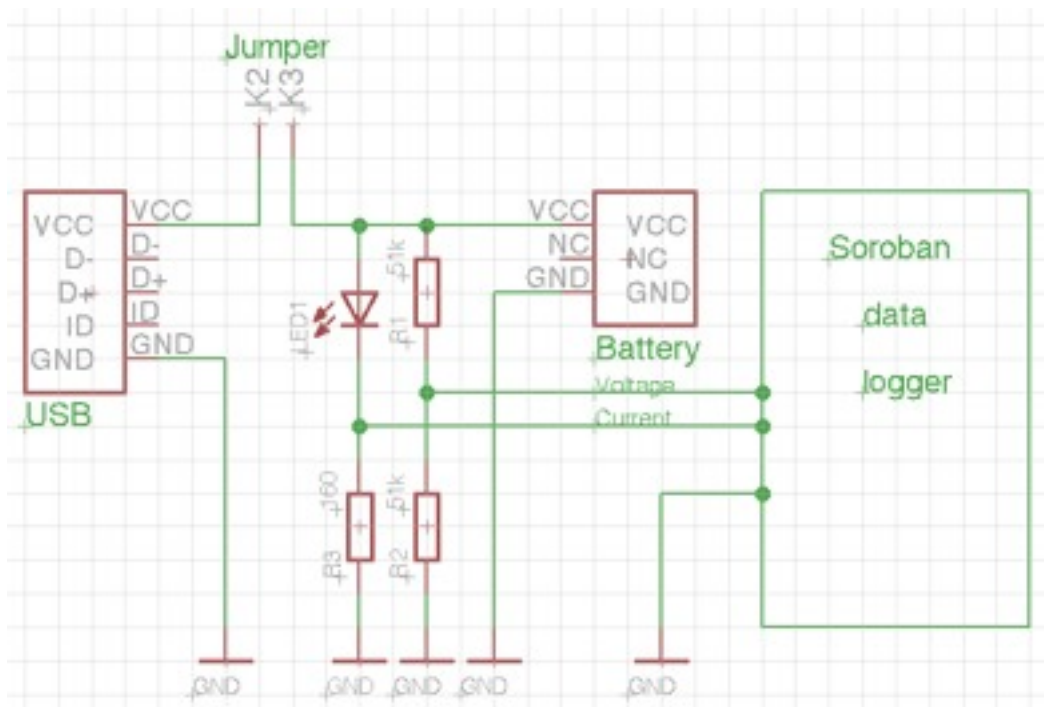 Jumper
K2 K3
VCC VCC
D- D-
D+ D+
ID ID
GND GND
USB
LED1
51k
R1
VCC VCC
NC NC
GND GND
Battery
Voltage
Current
Soroban
data
logger
160
R3
51k
R2
GND GND GND GND GND